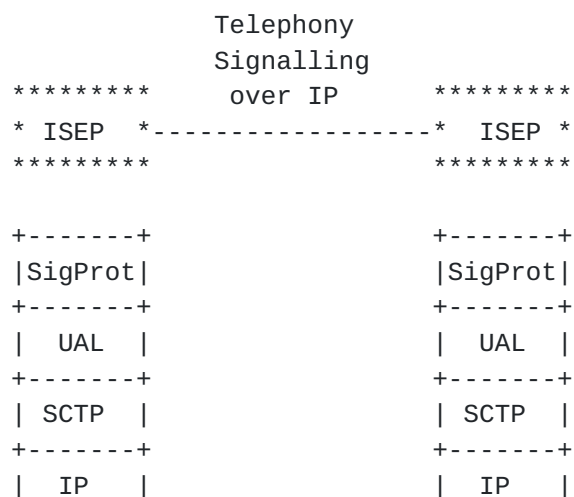 Telephony
             Signalling
*********     over IP      *********
* ISEP  *------------------*  ISEP *
*********                  *********

+-------+                  +-------+
|SigProt|                  |SigProt|
+-------+                  +-------+
|  UAL  |                  |  UAL  |
+-------+                  +-------+
| SCTP  |                  | SCTP  |
+-------+                  +-------+
|  IP   |                  |  IP   |